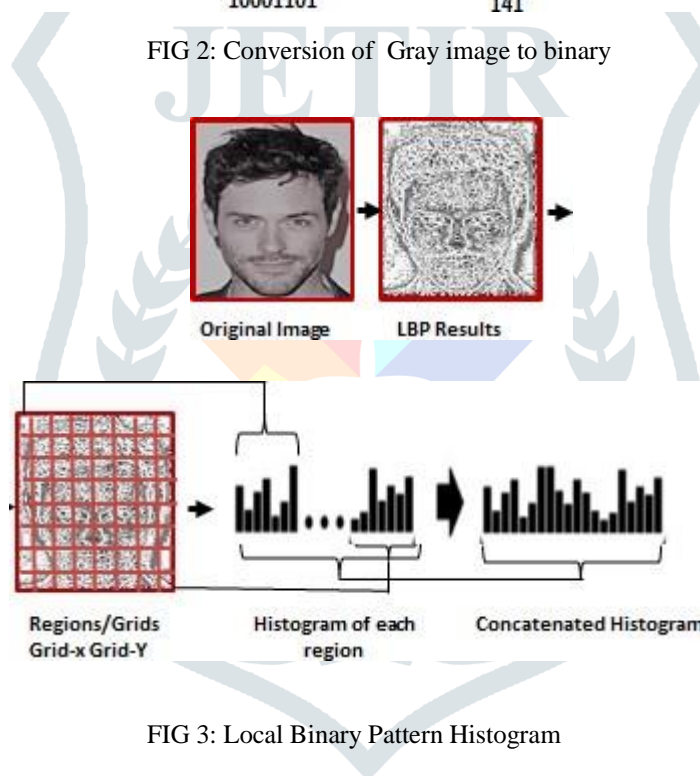 10001101 141
FIG 2: Conversion of Gray image to binary
JETIR
Original Image LBP Results
Regions/Grids Histogram of each Concatenated Histogram
Grid-x Grid-Y region
FIG 3: Local Binary Pattern Histogram